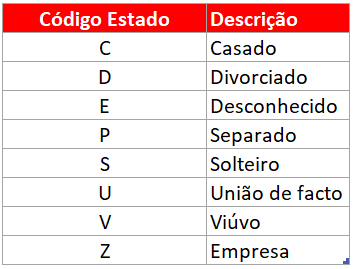 Código Estado Descrição
C Casado
D Divorciado
E Desconhecido
P Separado
S Solteiro
U União de facto
V Viúvo
Z Empresa